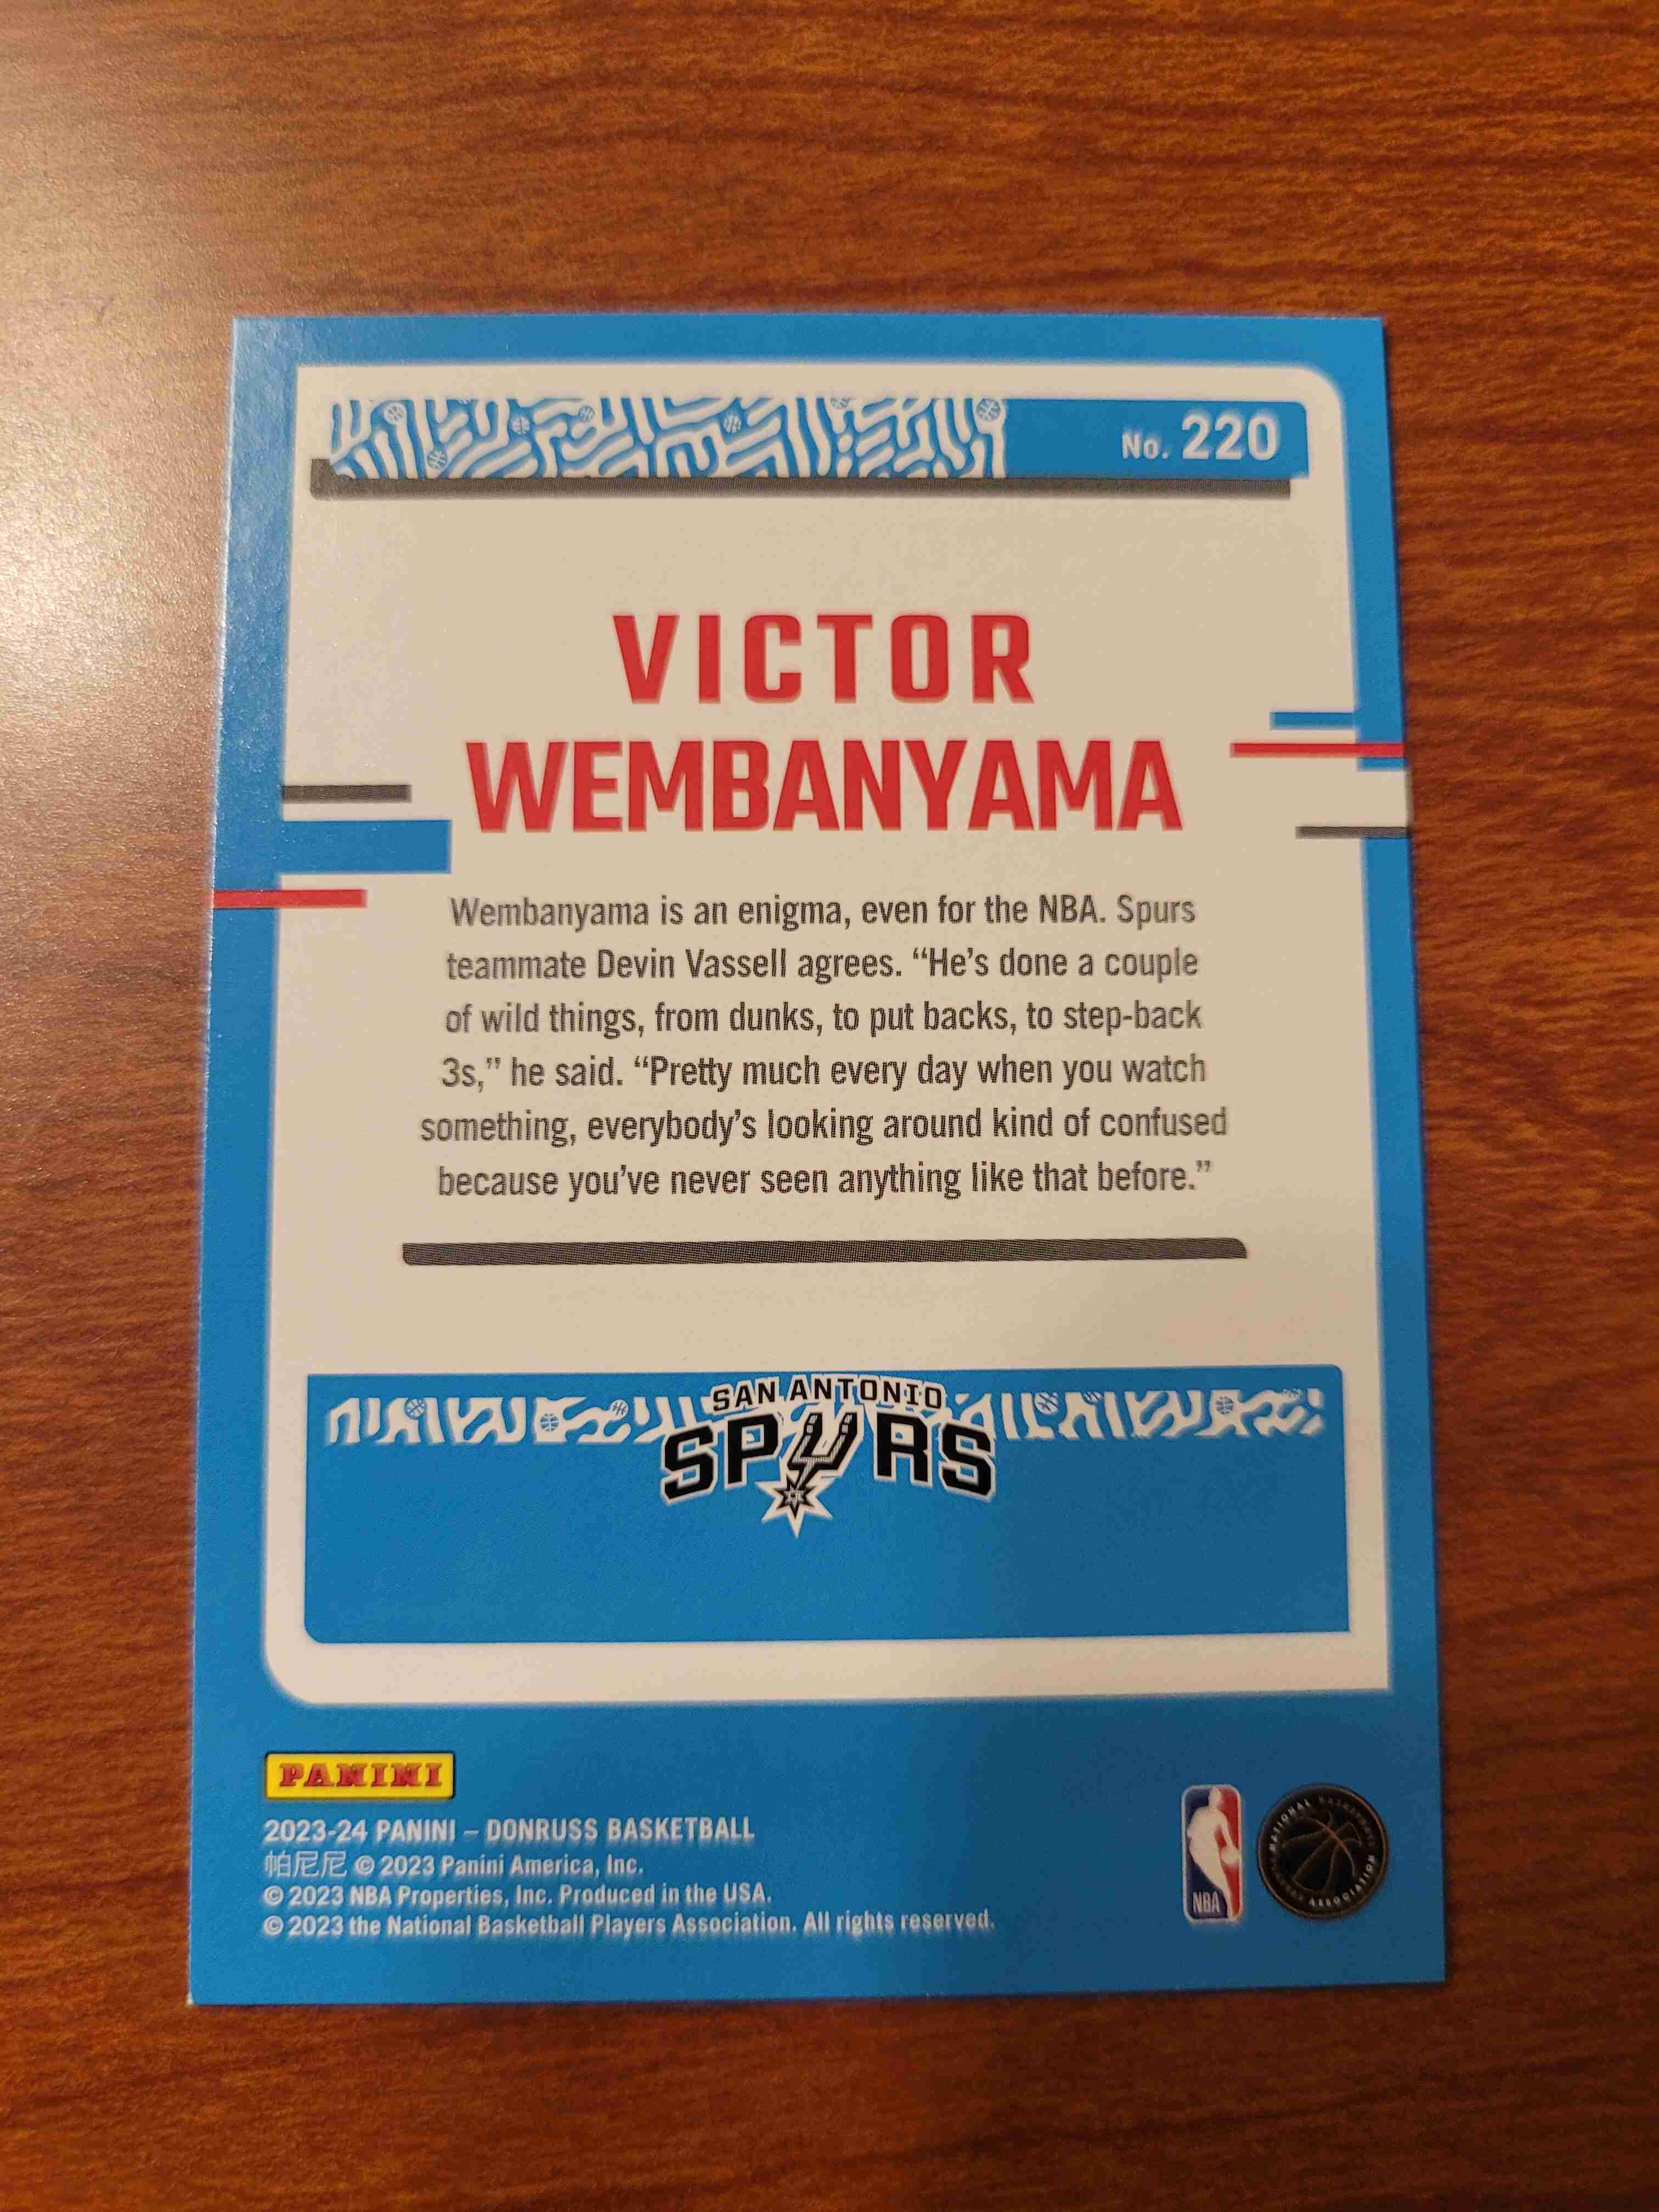 No. 220
VICTOR
WEMBANYAMA
Wembanyama is an enigma, even for the NBA. Spurs
teammate Devin Vassell agrees. “He’s done a couple
of wild things, from dunks, to put backs, to step-back
3s,” he said. “Pretty much every day when you watch
something, everybody’s looking around kind of confused
because you’ve never seen anything like that before.”
SAN ANTONIO
SPURS
PANINI
2023-24 PANINI – DONRUSS BASKETBALL
帕尼尼 © 2023 Panini America, Inc.
© 2023 NBA Properties, Inc. Produced in the USA.
© 2023 the National Basketball Players Association. All rights reserved.
NBA
NATIONAL BASKETBALL
PLAYERS ASSOCIATION